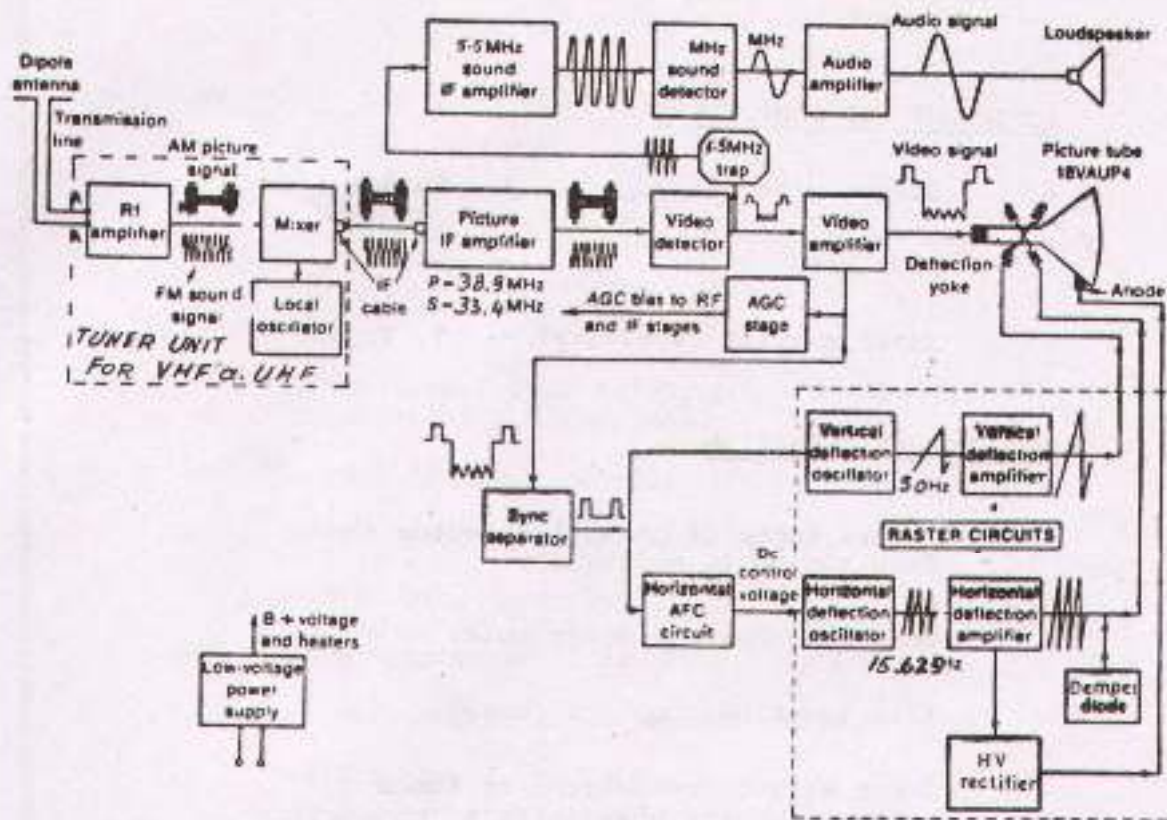 Dipole
antenna
Transmission
line
5·5MHz
sound
IF amplifier
MHz
sound
detector
MHz
Audio
amplifier
Audio signal
Loudspeaker
AM picture
signal
RF
amplifier
Mixer
FM sound
signal
Local
oscillator
TUNER UNIT
FOR VHF a. UHF
IF
cable
Picture
IF amplifier
P = 38.9 MHz
S = 33.4 MHz
Video
detector
5·5MHz
trap
Video
amplifier
Video signal
Picture tube
18VAUP4
Deflection
yoke
Anode
AGC bias to RF
and IF stages
AGC
stage
Sync
separator
Vertical
deflection
oscillator
50Hz
Vertical
deflection
amplifier
RASTER CIRCUITS
Horizontal
AFC
circuit
Dc
control
voltage
Horizontal
deflection
oscillator
15.629Hz
Horizontal
deflection
amplifier
Demper
diode
HV
rectifier
B + voltage
and heaters
Low-voltage
power
supply